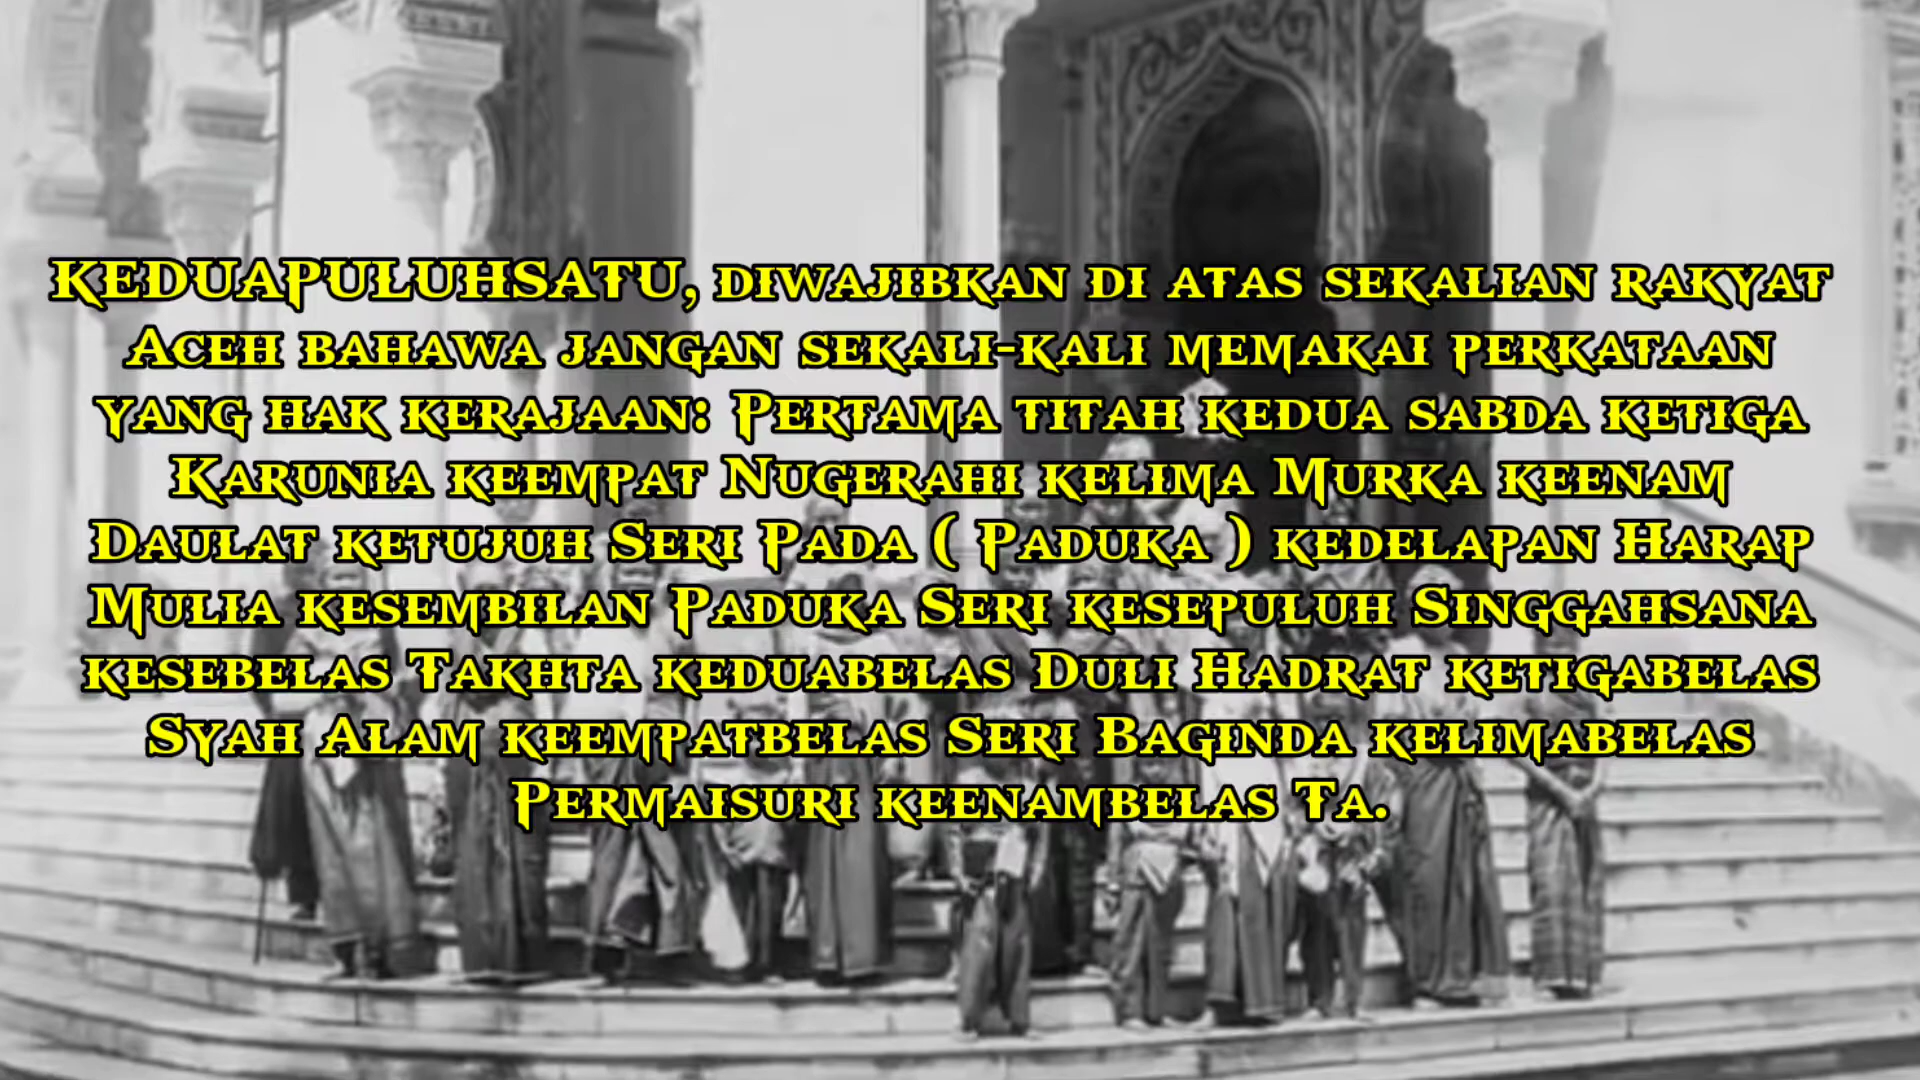 KEDUAPULUHSATU, diwajibkan di atas sekalian rakyat
Aceh bahawa jangan sekali-kali memakai perkataan
yang hak kerajaan: Pertama titah kedua sabda ketiga
Karunia keempat Nugerahi kelima Murka keenam
Daulat ketujuh Seri Pada ( Paduka ) kedelapan Harap
Mulia kesembilan Paduka Seri kesepuluh Singgahsana
kesebelas Takhta keduabelas Duli Hadrat ketigabelas
Syah Alam keempatbelas Seri Baginda kelimabelas
Permaisuri keenambelas Ta.